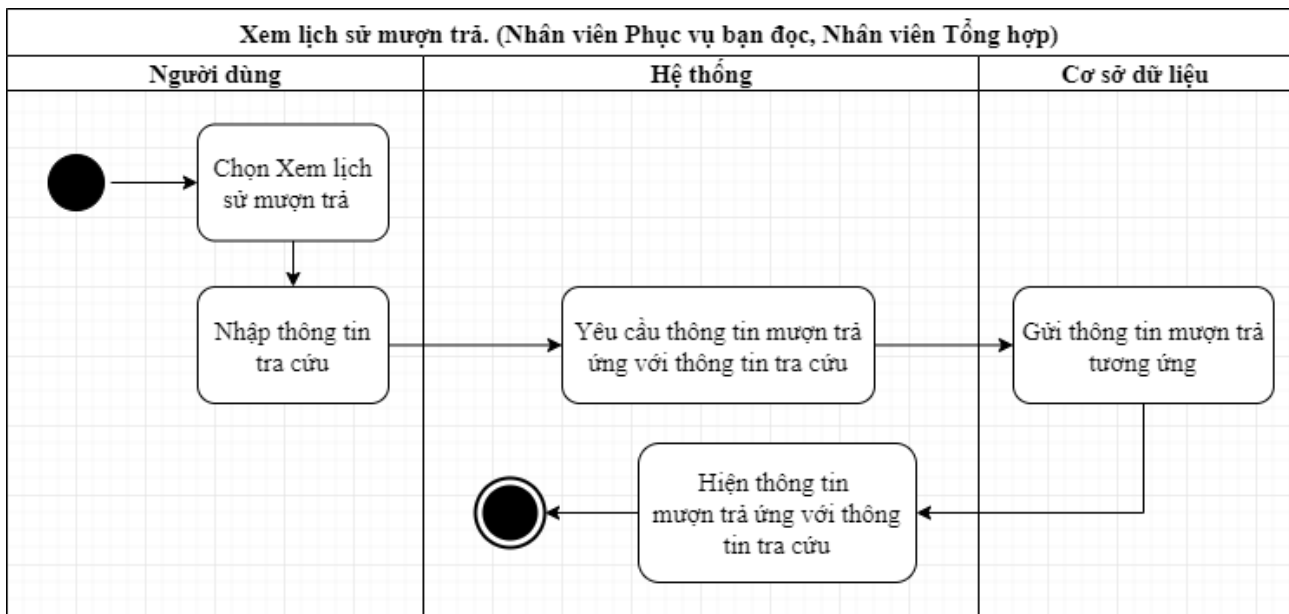 Xem lịch sử mượn trả. (Nhân viên Phục vụ bạn đọc, Nhân viên Tổng hợp)
Người dùng
Hệ thống
Cơ sở dữ liệu
Chọn Xem lịch
sử mượn trả
Nhập thông tin
tra cứu
Yêu cầu thông tin mượn trả
ứng với thông tin tra cứu
Gửi thông tin mượn trả
tương ứng
Hiện thông tin
mượn trả ứng với thông
tin tra cứu